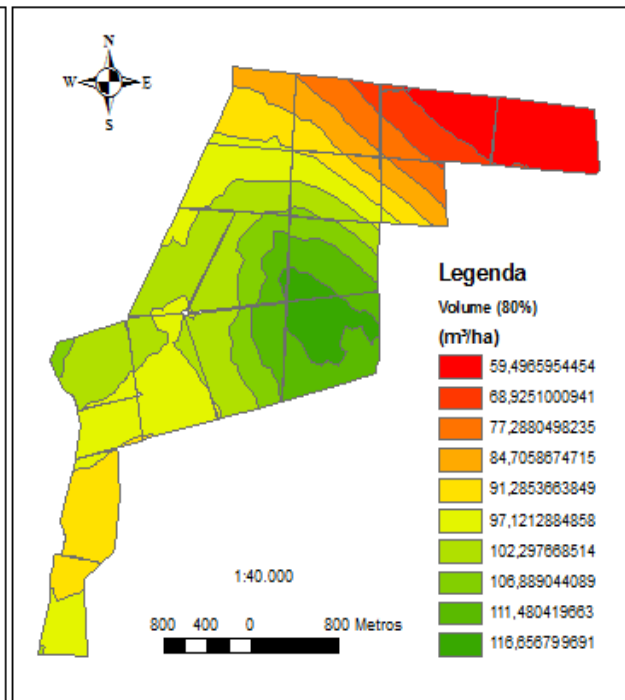 N
W E
S
Legenda
Volume (80%)
(m³/ha)
59,4965954454
68,9251000941
77,2880498235
84,7058674715
91,2853663849
97,1212884858
102,297668514
106,889044089
111,480419663
116,656799691
1:40.000
800 400 0 800 Metros